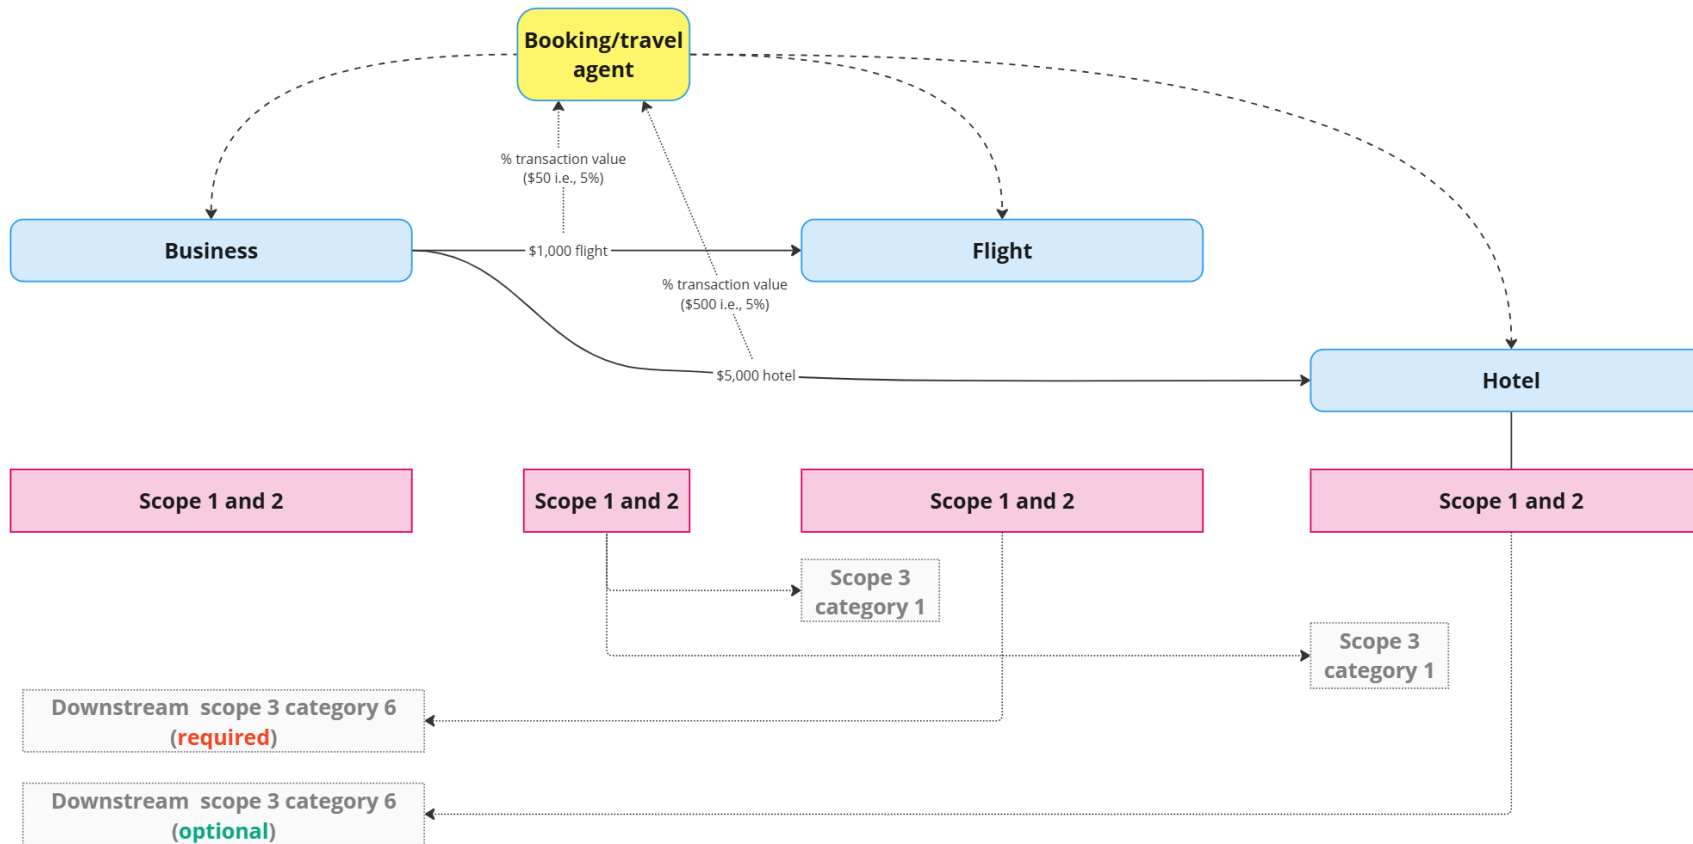 Booking/travel
agent
% transaction value
($50 i.e., 5%)
Business
$1,000 flight
Flight
% transaction value
($500 i.e., 5%)
$5,000 hotel
Hotel
Scope 1 and 2
Scope 1 and 2
Scope 1 and 2
Scope 1 and 2
Scope 3
category 1
Scope 3
category 1
Downstream  scope 3 category 6
(required)
Downstream  scope 3 category 6
(optional)